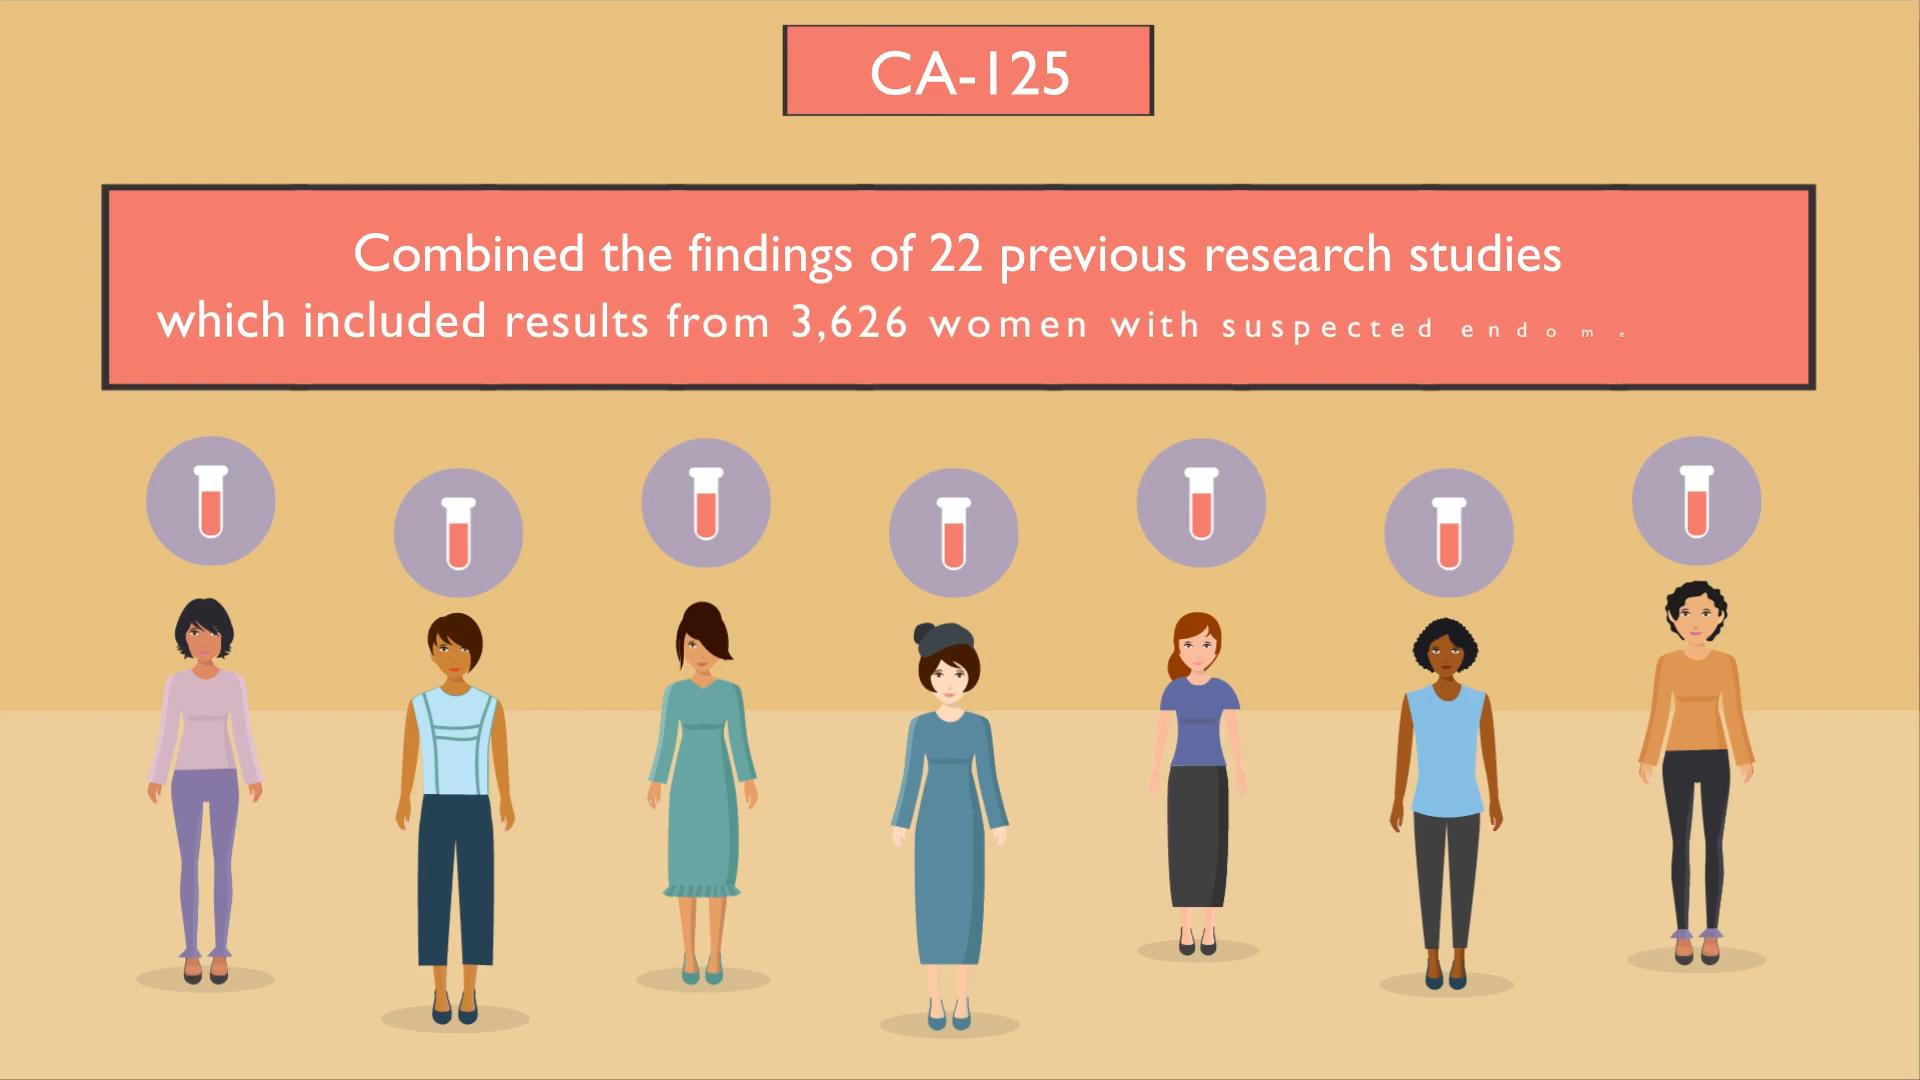 CA-125
Combined the findings of 22 previous research studies
which included results from 3,626 women with suspected endome